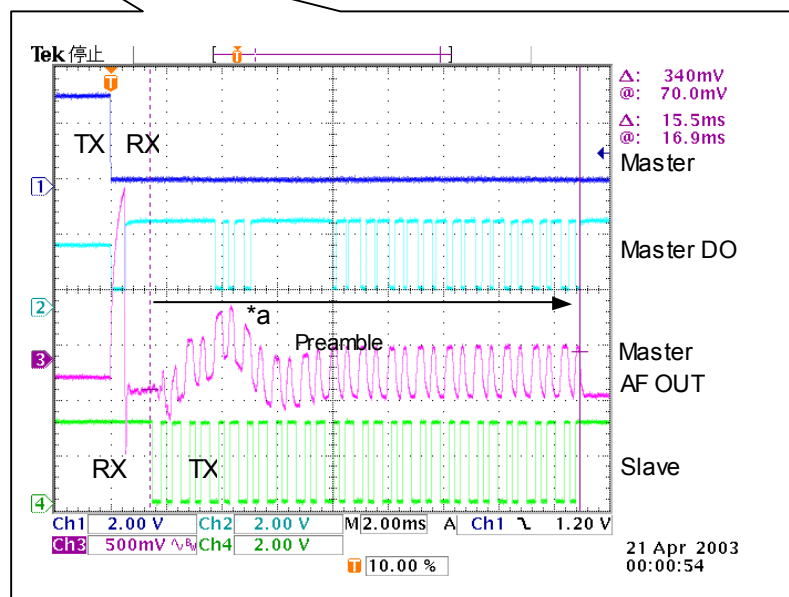 Tek 停止
T
T
Δ: 340mV
@: 70.0mV
Δ: 15.5ms
@: 16.9ms
TX RX
Master
1
Master DO
2
*a
Preamble
3
Master
AF OUT
RX TX
Slave
4
Ch1 2.00 V Ch2 2.00 V M 2.00ms A Ch1 1.20 V
Ch3 500mV ∿BW Ch4 2.00 V
T 10.00 %
21 Apr 2003
00:00:54